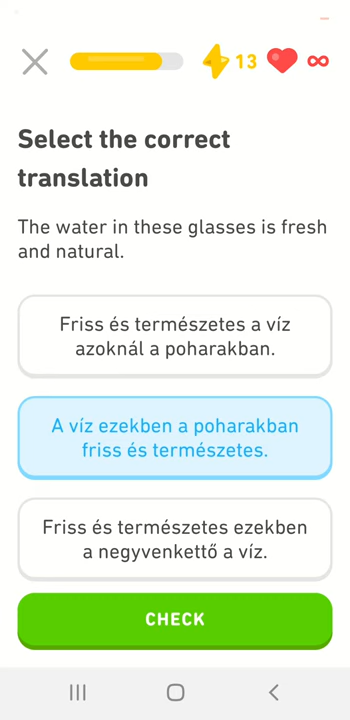 13
Select the correct
translation
The water in these glasses is fresh
and natural.
Friss és természetes a víz
azoknál a poharakban.
A víz ezekben a poharakban
friss és természetes.
Friss és természetes ezekben
a negyvenkettő a víz.
CHECK